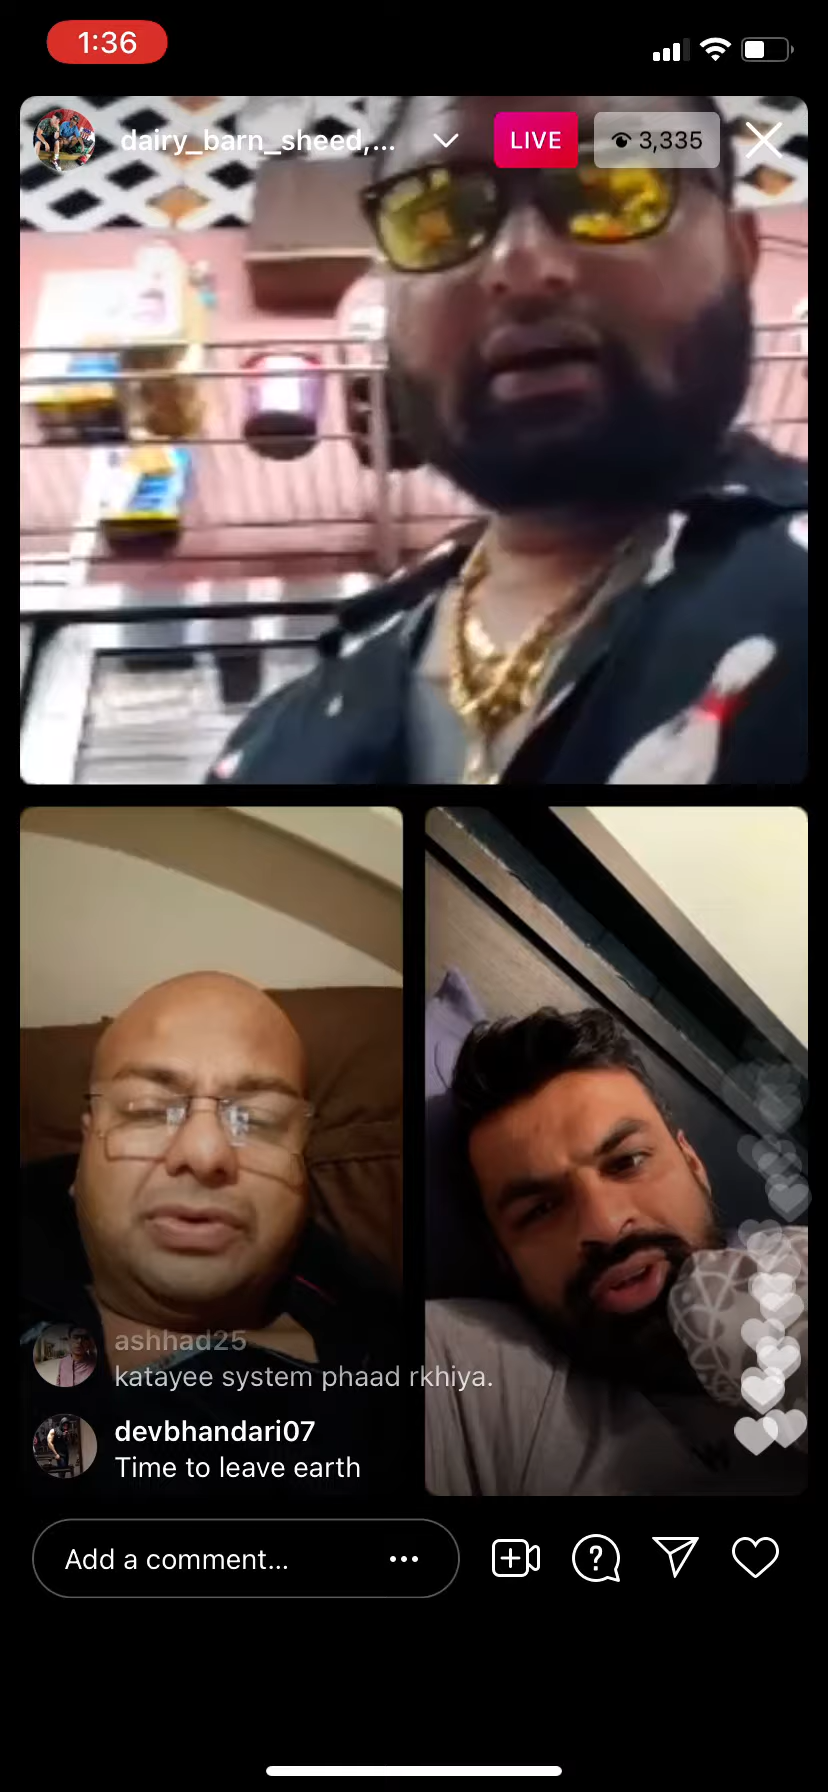 1:36
dairy_barn_sheed,...
LIVE
3,335
ashhad25
katayee system phaad rkhiya.
devbhandari07
Time to leave earth
Add a comment...